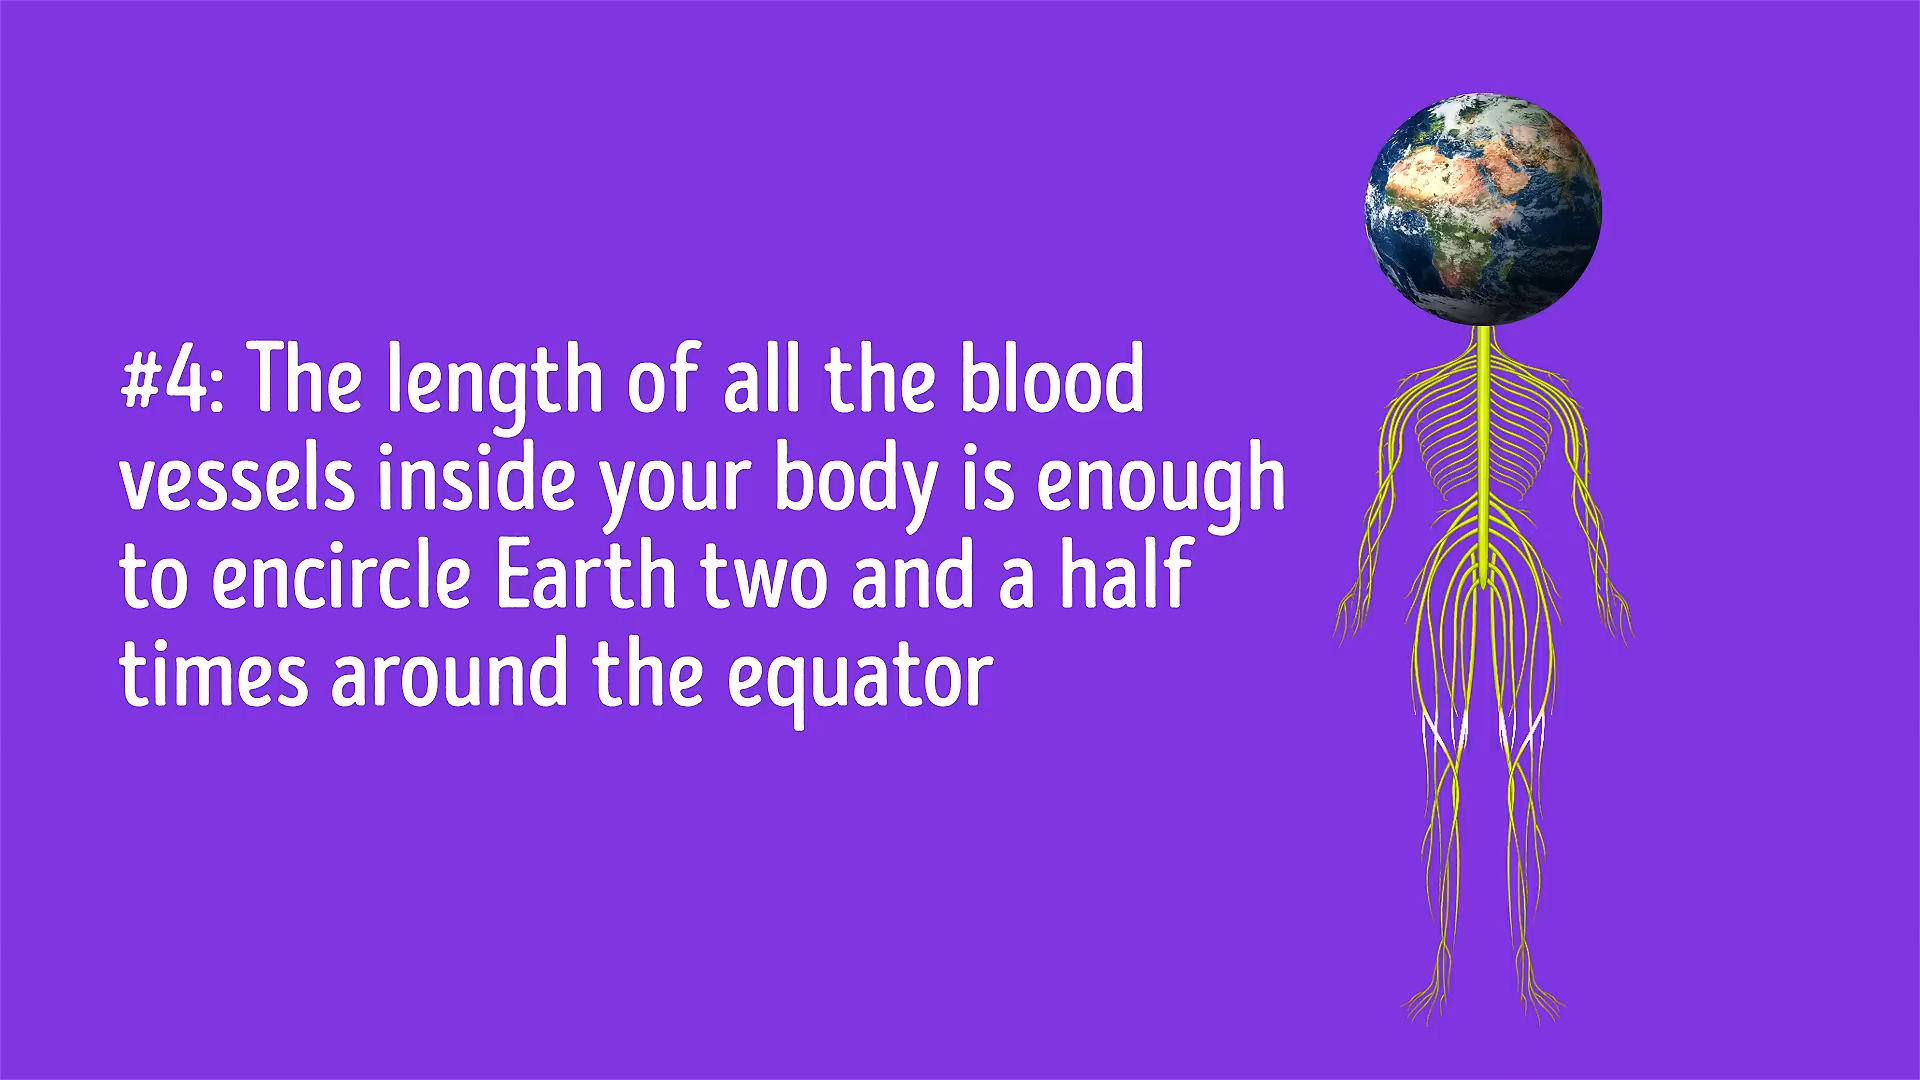 #4: The length of all the blood
vessels inside your body is enough
to encircle Earth two and a half
times around the equator